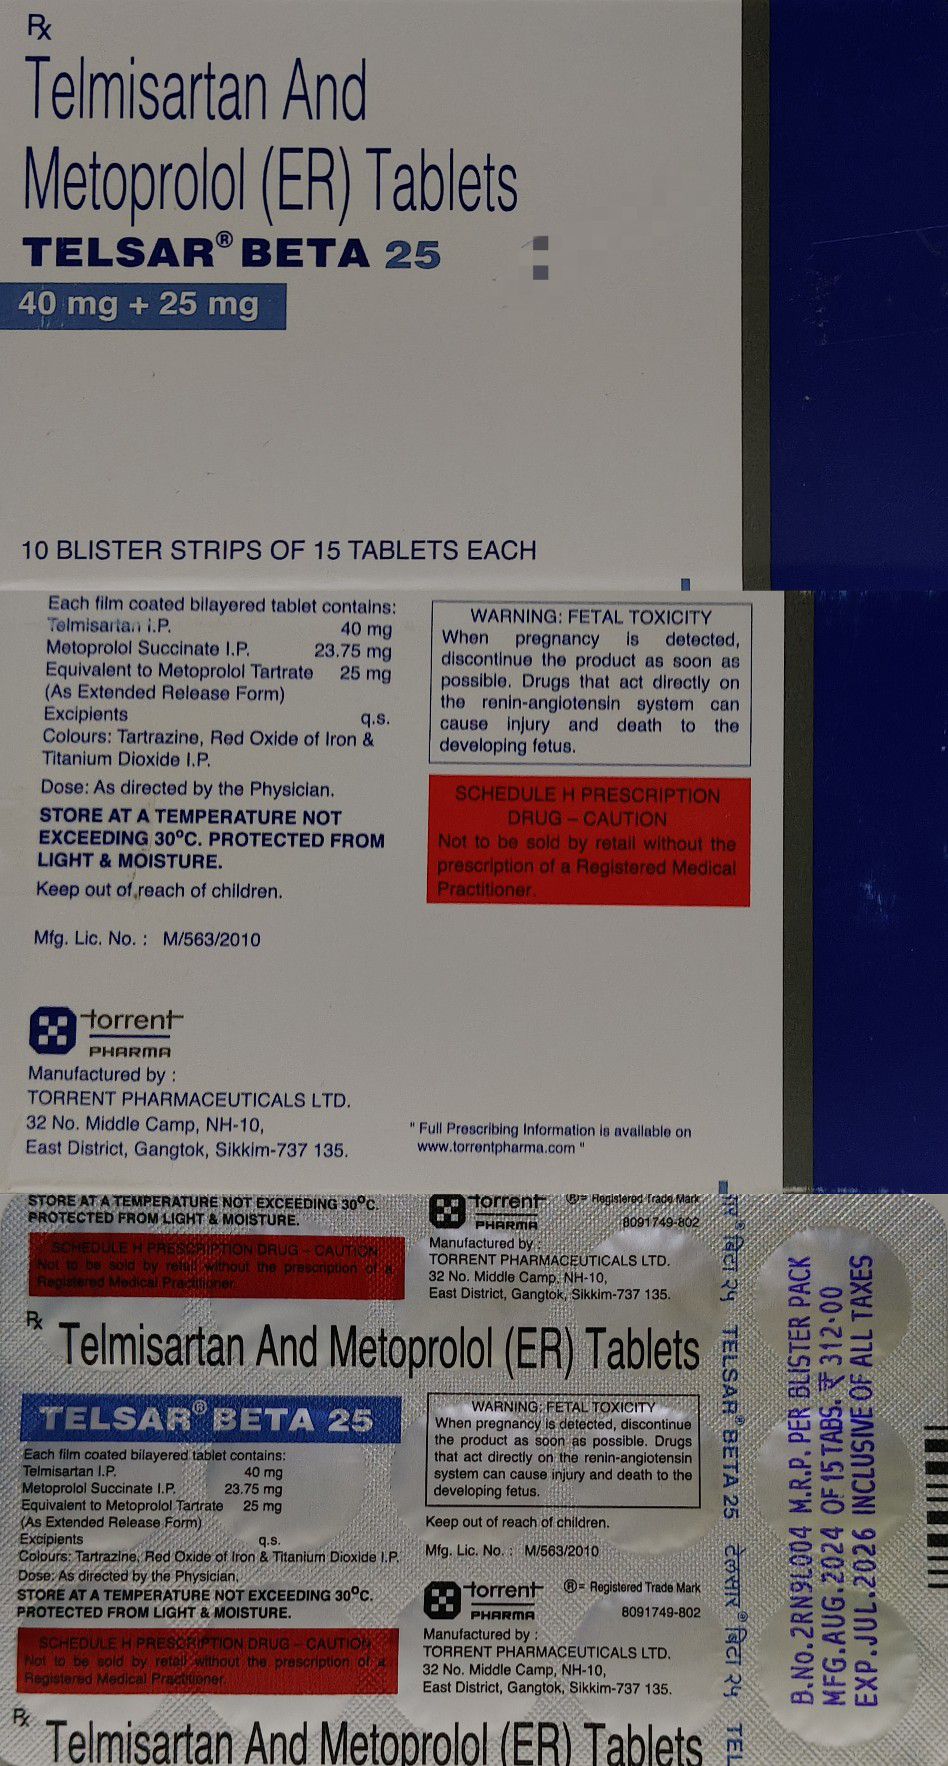 Rx
Telmisartan And
Metoprolol (ER) Tablets
TELSAR® BETA 25
40 mg + 25 mg
10 BLISTER STRIPS OF 15 TABLETS EACH
Each film coated bilayered tablet contains:
Telmisartan I.P. 40 mg
Metoprolol Succinate I.P. 23.75 mg
Equivalent to Metoprolol Tartrate 25 mg
(As Extended Release Form)
Excipients q.s.
Colours: Tartrazine, Red Oxide of Iron &
Titanium Dioxide I.P.
Dose: As directed by the Physician.
STORE AT A TEMPERATURE NOT
EXCEEDING 30°C. PROTECTED FROM
LIGHT & MOISTURE.
Keep out of reach of children.
Mfg. Lic. No. : M/563/2010
torrent
PHARMA
Manufactured by :
TORRENT PHARMACEUTICALS LTD.
32 No. Middle Camp, NH-10,
East District, Gangtok, Sikkim-737 135.
WARNING: FETAL TOXICITY
When pregnancy is detected,
discontinue the product as soon as
possible. Drugs that act directly on
the renin-angiotensin system can
cause injury and death to the
developing fetus.
SCHEDULE H PRESCRIPTION
DRUG – CAUTION
Not to be sold by retail without the
prescription of a Registered Medical
Practitioner.
" Full Prescribing Information is available on
www.torrentpharma.com "
STORE AT A TEMPERATURE NOT EXCEEDING 30°C.
PROTECTED FROM LIGHT & MOISTURE.
SCHEDULE H PRESCRIPTION DRUG – CAUTION
Not to be sold by retail without the prescription of a
Registered Medical Practitioner.
torrent
PHARMA
®= Registered Trade Mark
8091749-802
Manufactured by :
TORRENT PHARMACEUTICALS LTD.
32 No. Middle Camp, NH-10,
East District, Gangtok, Sikkim-737 135.
Rx
Telmisartan And Metoprolol (ER) Tablets
TELSAR® BETA 25
Each film coated bilayered tablet contains:
Telmisartan I.P. 40 mg
Metoprolol Succinate I.P. 23.75 mg
Equivalent to Metoprolol Tartrate 25 mg
(As Extended Release Form)
Excipients q.s.
Colours: Tartrazine, Red Oxide of Iron & Titanium Dioxide I.P.
Dose: As directed by the Physician.
STORE AT A TEMPERATURE NOT EXCEEDING 30°C.
PROTECTED FROM LIGHT & MOISTURE.
SCHEDULE H PRESCRIPTION DRUG – CAUTION
Not to be sold by retail without the prescription of a
Registered Medical Practitioner.
WARNING: FETAL TOXICITY
When pregnancy is detected, discontinue
the product as soon as possible. Drugs
that act directly on the renin-angiotensin
system can cause injury and death to the
developing fetus.
Keep out of reach of children.
Mfg. Lic. No. : M/563/2010
torrent
PHARMA
®= Registered Trade Mark
8091749-802
Manufactured by :
TORRENT PHARMACEUTICALS LTD.
32 No. Middle Camp, NH-10,
East District, Gangtok, Sikkim-737 135.
Rx
Telmisartan And Metoprolol (ER) Tablets
बिटा २५ TELSAR® BETA 25 टेलसार® बिटा २५ TEL
B.No.2RN9L004 M.R.P. PER BLISTER PACK
MFG.AUG.2024 OF 15 TABS. ₹ 312.00
EXP.JUL.2026 INCLUSIVE OF ALL TAXES